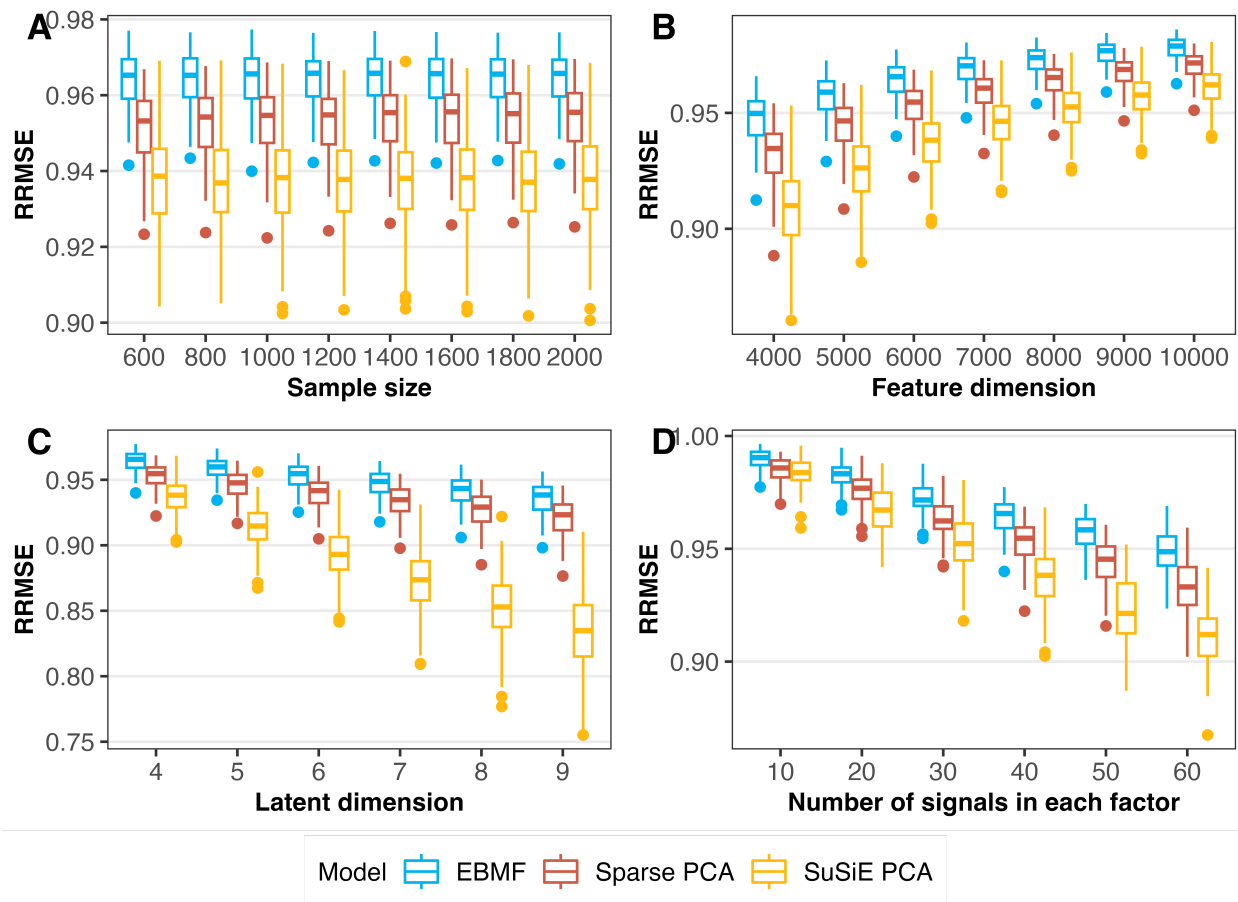 A
0.98
0.96
0.94
0.92
0.90
RRMSE
600 800 1000 1200 1400 1600 1800 2000
Sample size
B
0.95
0.90
RRMSE
4000 5000 6000 7000 8000 9000 10000
Feature dimension
C
0.95
0.90
0.85
0.80
0.75
RRMSE
4 5 6 7 8 9
Latent dimension
D
1.00
0.95
0.90
RRMSE
10 20 30 40 50 60
Number of signals in each factor
Model EBMF Sparse PCA SuSiE PCA